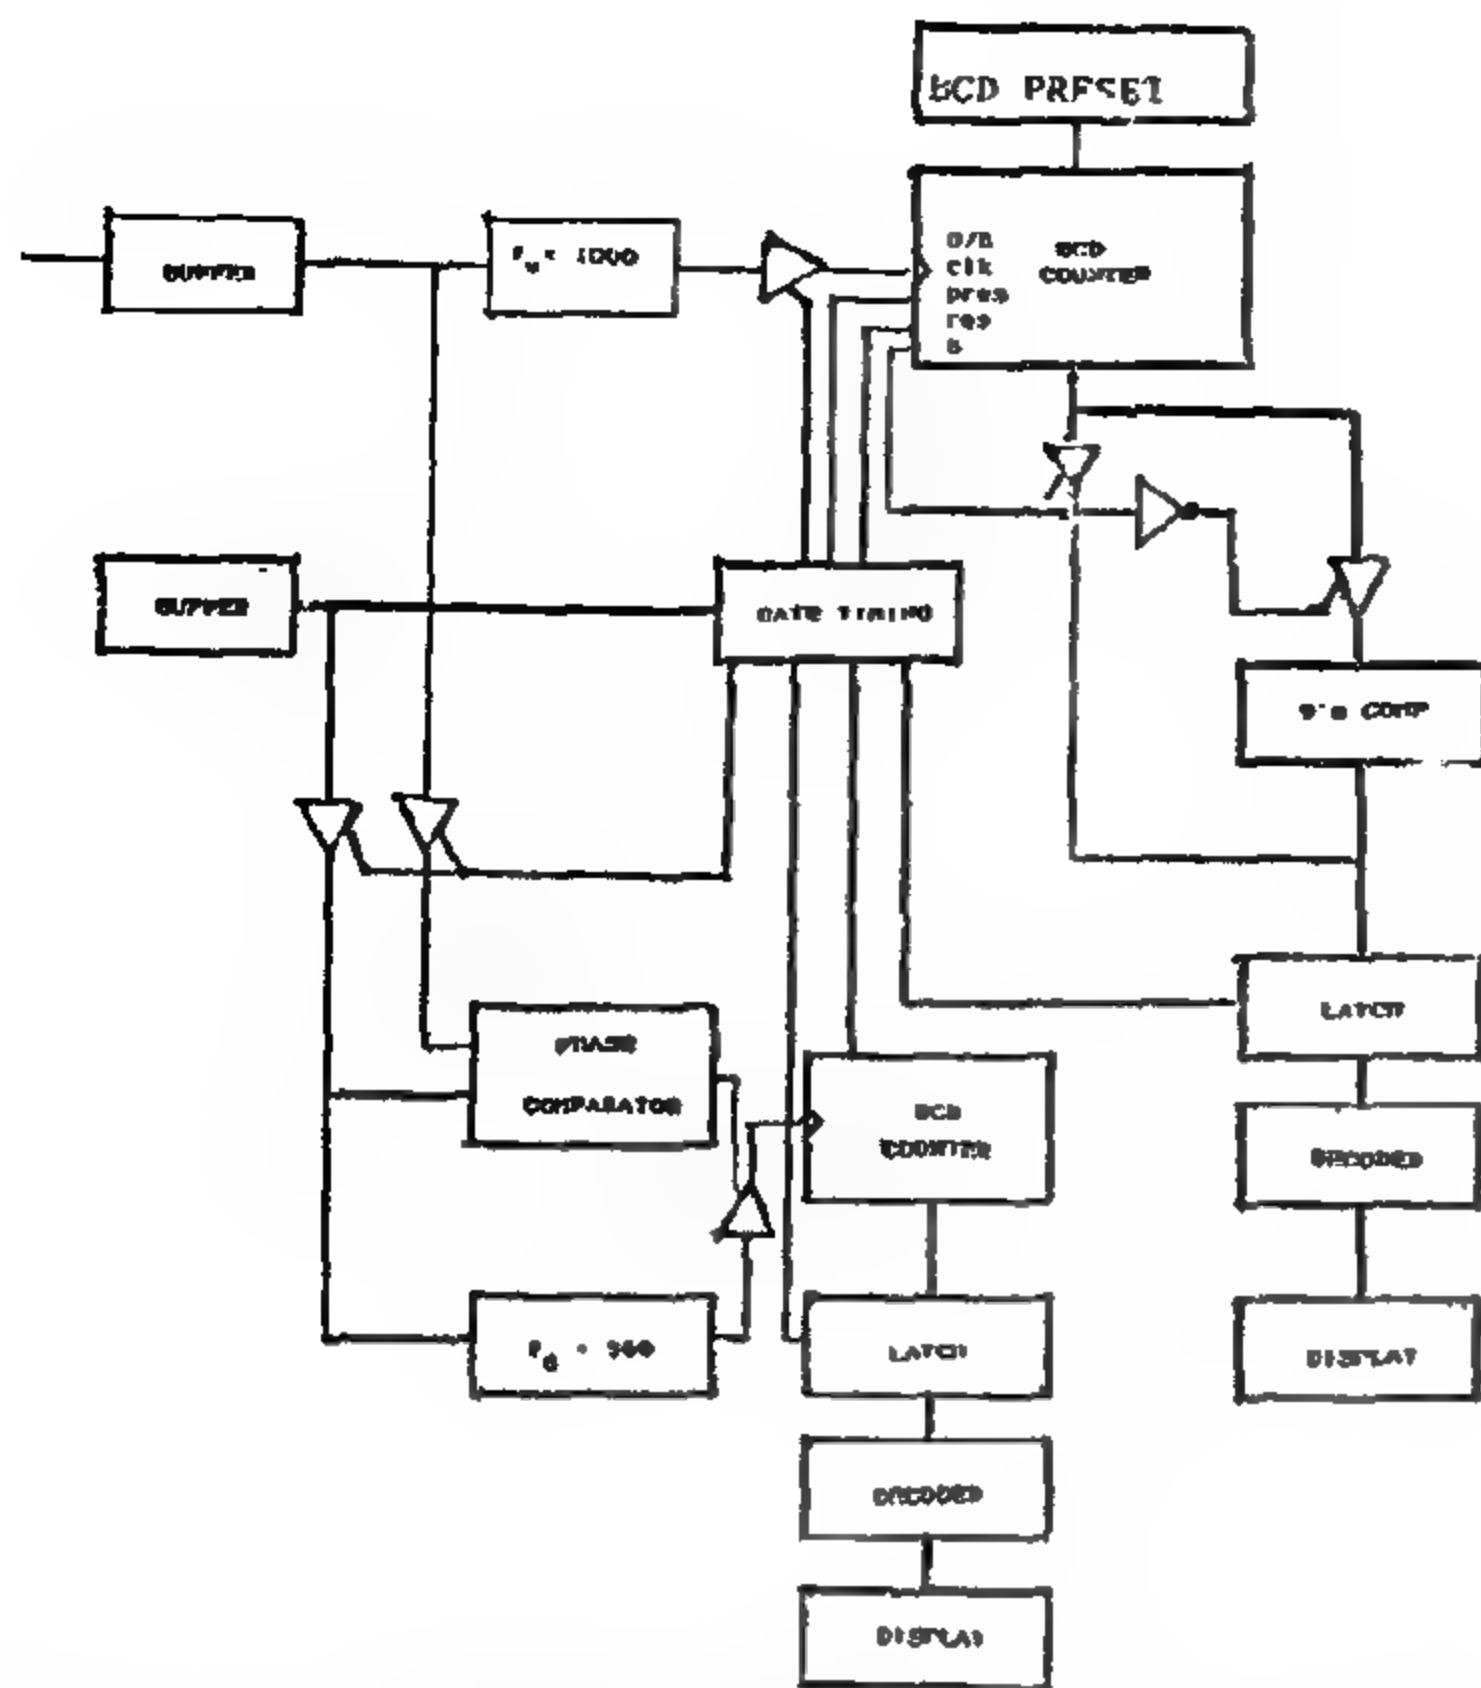 BCD PRESET
BUFFER
1000
BCD
COUNTER
clk
pres
res
BUFFER
GATE TIMING
9's COMP
LATCH
PHASE
COMPARATOR
BCD
COUNTER
DECODER
360
LATCH
DISPLAY
DECODER
DISPLAY